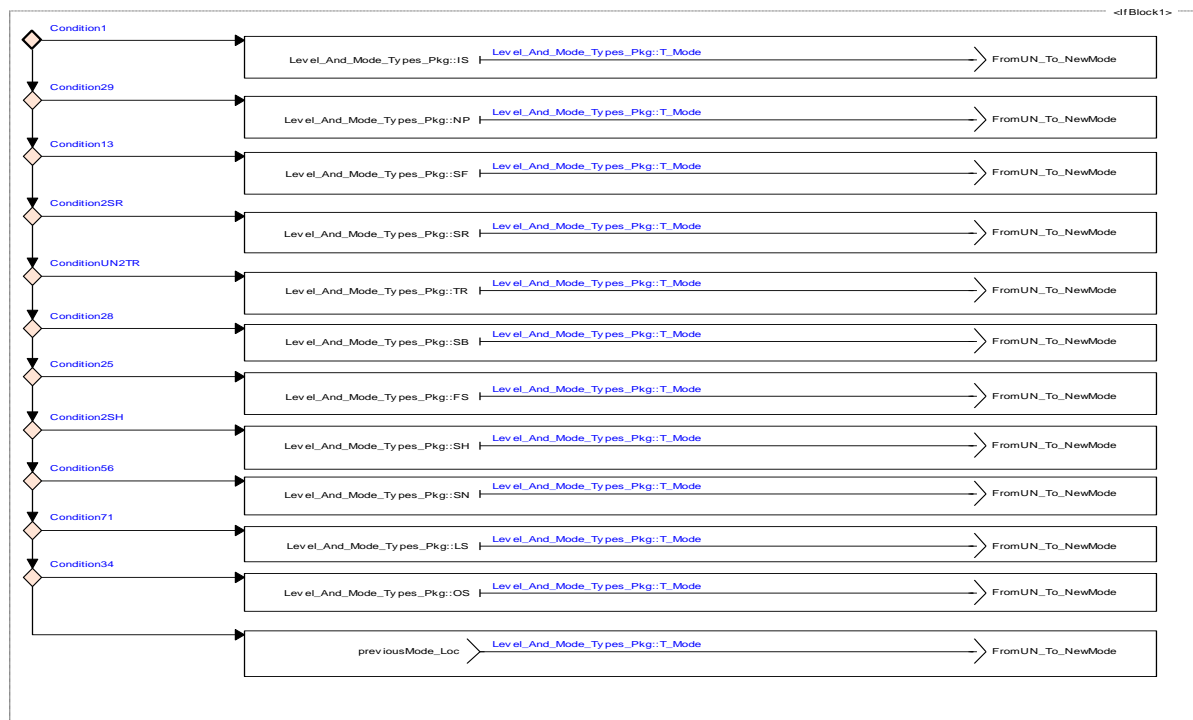 <IfBlock1>
Condition1
Level_And_Mode_Types_Pkg::IS
Level_And_Mode_Types_Pkg::T_Mode
FromUN_To_NewMode
Condition29
Level_And_Mode_Types_Pkg::NP
Level_And_Mode_Types_Pkg::T_Mode
FromUN_To_NewMode
Condition13
Level_And_Mode_Types_Pkg::SF
Level_And_Mode_Types_Pkg::T_Mode
FromUN_To_NewMode
Condition2SR
Level_And_Mode_Types_Pkg::SR
Level_And_Mode_Types_Pkg::T_Mode
FromUN_To_NewMode
ConditionUN2TR
Level_And_Mode_Types_Pkg::TR
Level_And_Mode_Types_Pkg::T_Mode
FromUN_To_NewMode
Condition28
Level_And_Mode_Types_Pkg::SB
Level_And_Mode_Types_Pkg::T_Mode
FromUN_To_NewMode
Condition25
Level_And_Mode_Types_Pkg::FS
Level_And_Mode_Types_Pkg::T_Mode
FromUN_To_NewMode
Condition2SH
Level_And_Mode_Types_Pkg::SH
Level_And_Mode_Types_Pkg::T_Mode
FromUN_To_NewMode
Condition56
Level_And_Mode_Types_Pkg::SN
Level_And_Mode_Types_Pkg::T_Mode
FromUN_To_NewMode
Condition71
Level_And_Mode_Types_Pkg::LS
Level_And_Mode_Types_Pkg::T_Mode
FromUN_To_NewMode
Condition34
Level_And_Mode_Types_Pkg::OS
Level_And_Mode_Types_Pkg::T_Mode
FromUN_To_NewMode
previousMode_Loc
Level_And_Mode_Types_Pkg::T_Mode
FromUN_To_NewMode